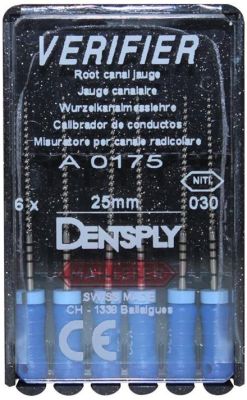 VERIFIER
Root canal jauge
Jauge canalaire
Wurzelkanalmesslehre
Calibrador de conductos
Misuratore per canale radicolare
A 0175
NITI
6 x 25mm 030
DENTSPLY
MAILLEFER
SWISS MADE
CH - 1338 Ballaigues
CE